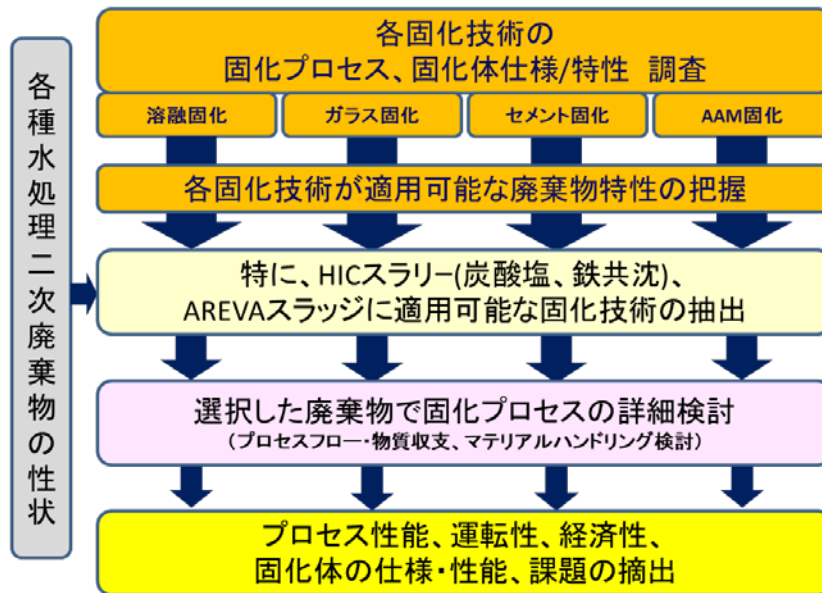 各種水処理二次廃棄物の性状
各固化技術の
固化プロセス、固化体仕様/特性 調査
溶融固化
ガラス固化
セメント固化
AAM固化
各固化技術が適用可能な廃棄物特性の把握
特に、HICスラリー(炭酸塩、鉄共沈)、
AREVAスラッジに適用可能な固化技術の抽出
選択した廃棄物で固化プロセスの詳細検討
(プロセスフロー・物質収支、マテリアルハンドリング検討)
プロセス性能、運転性、経済性、
固化体の仕様・性能、課題の摘出